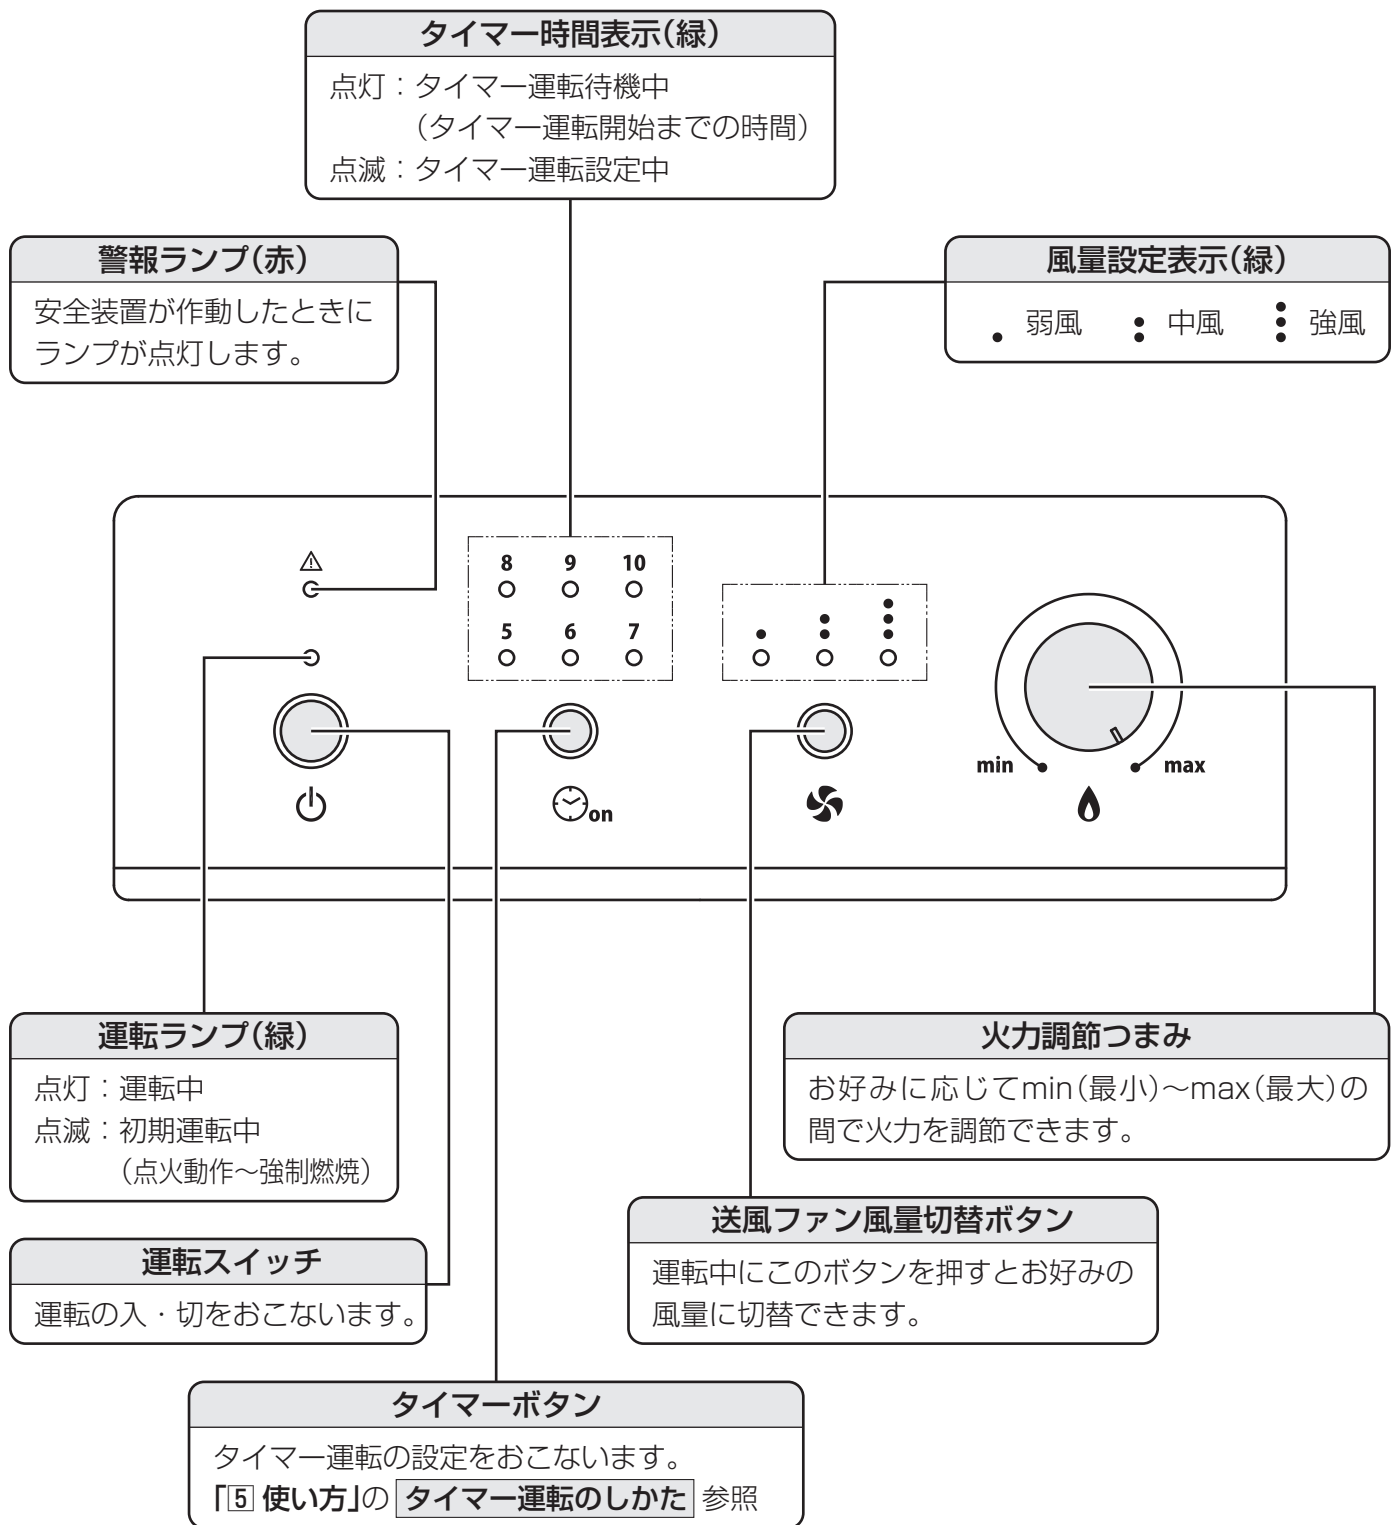 タイマー時間表示(緑)
点灯：タイマー運転待機中
（タイマー運転開始までの時間）
点滅：タイマー運転設定中
警報ランプ(赤)
安全装置が作動したときに
ランプが点灯します。
風量設定表示(緑)
弱風 中風 強風
8 9 10
5 6 7
min max
on
運転ランプ(緑)
点灯：運転中
点滅：初期運転中
（点火動作～強制燃焼）
火力調節つまみ
お好みに応じてmin(最小)～max(最大)の
間で火力を調節できます。
運転スイッチ
運転の入・切をおこないます。
送風ファン風量切替ボタン
運転中にこのボタンを押すとお好みの
風量に切替できます。
タイマーボタン
タイマー運転の設定をおこないます。
「5 使い方」の タイマー運転のしかた 参照